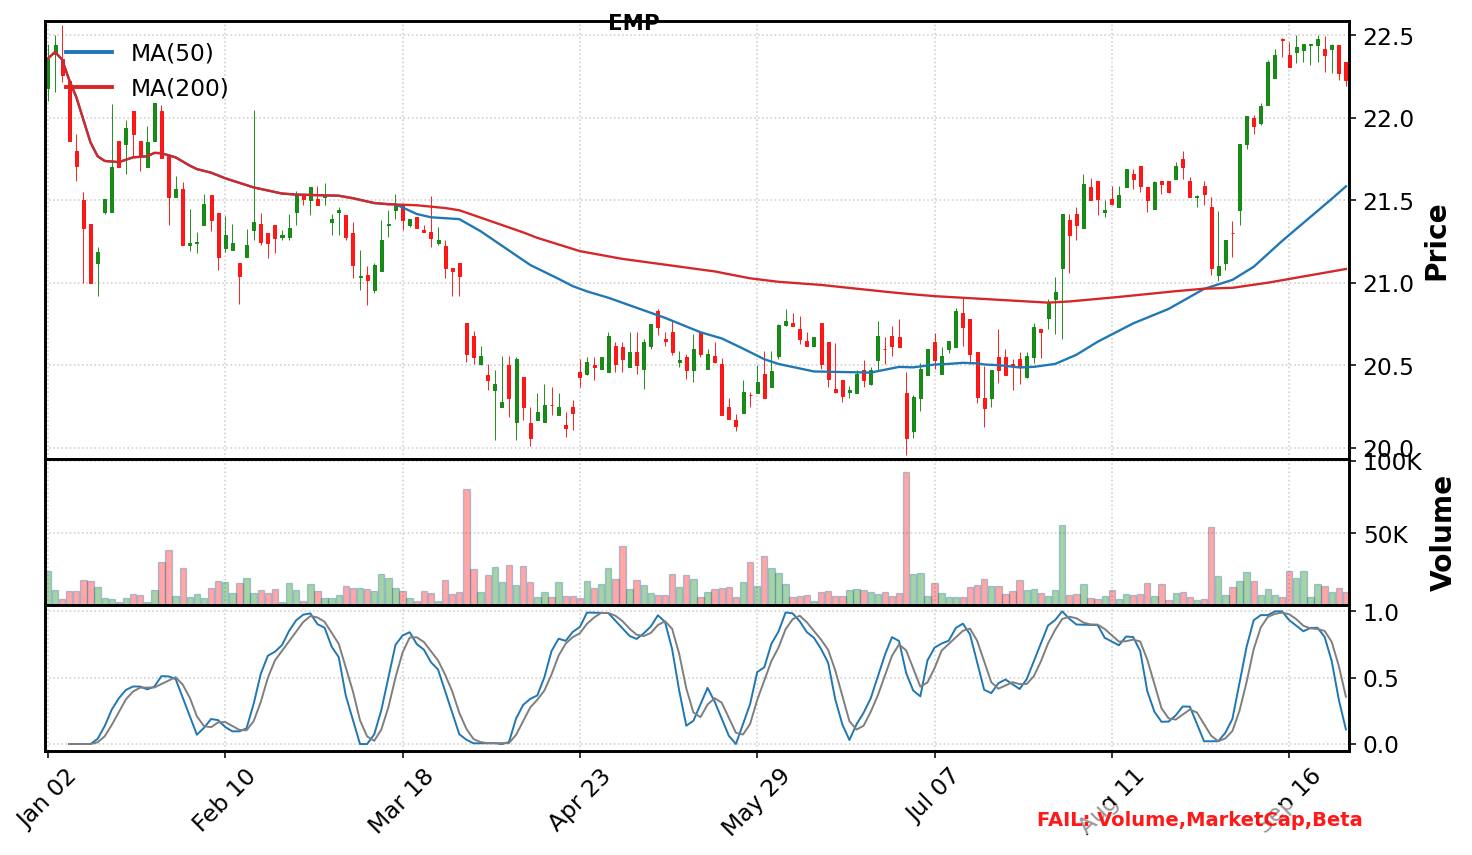 EMP
MA(50)
MA(200)
22.5
22.0
21.5
21.0
20.5
20.0
Price
100K
50K
Volume
1.0
0.5
0.0
Jan 02
Feb 10
Mar 18
Apr 23
May 29
Jul 07
Aug 11
Sep 16
FAIL: Volume,MarketCap,Beta